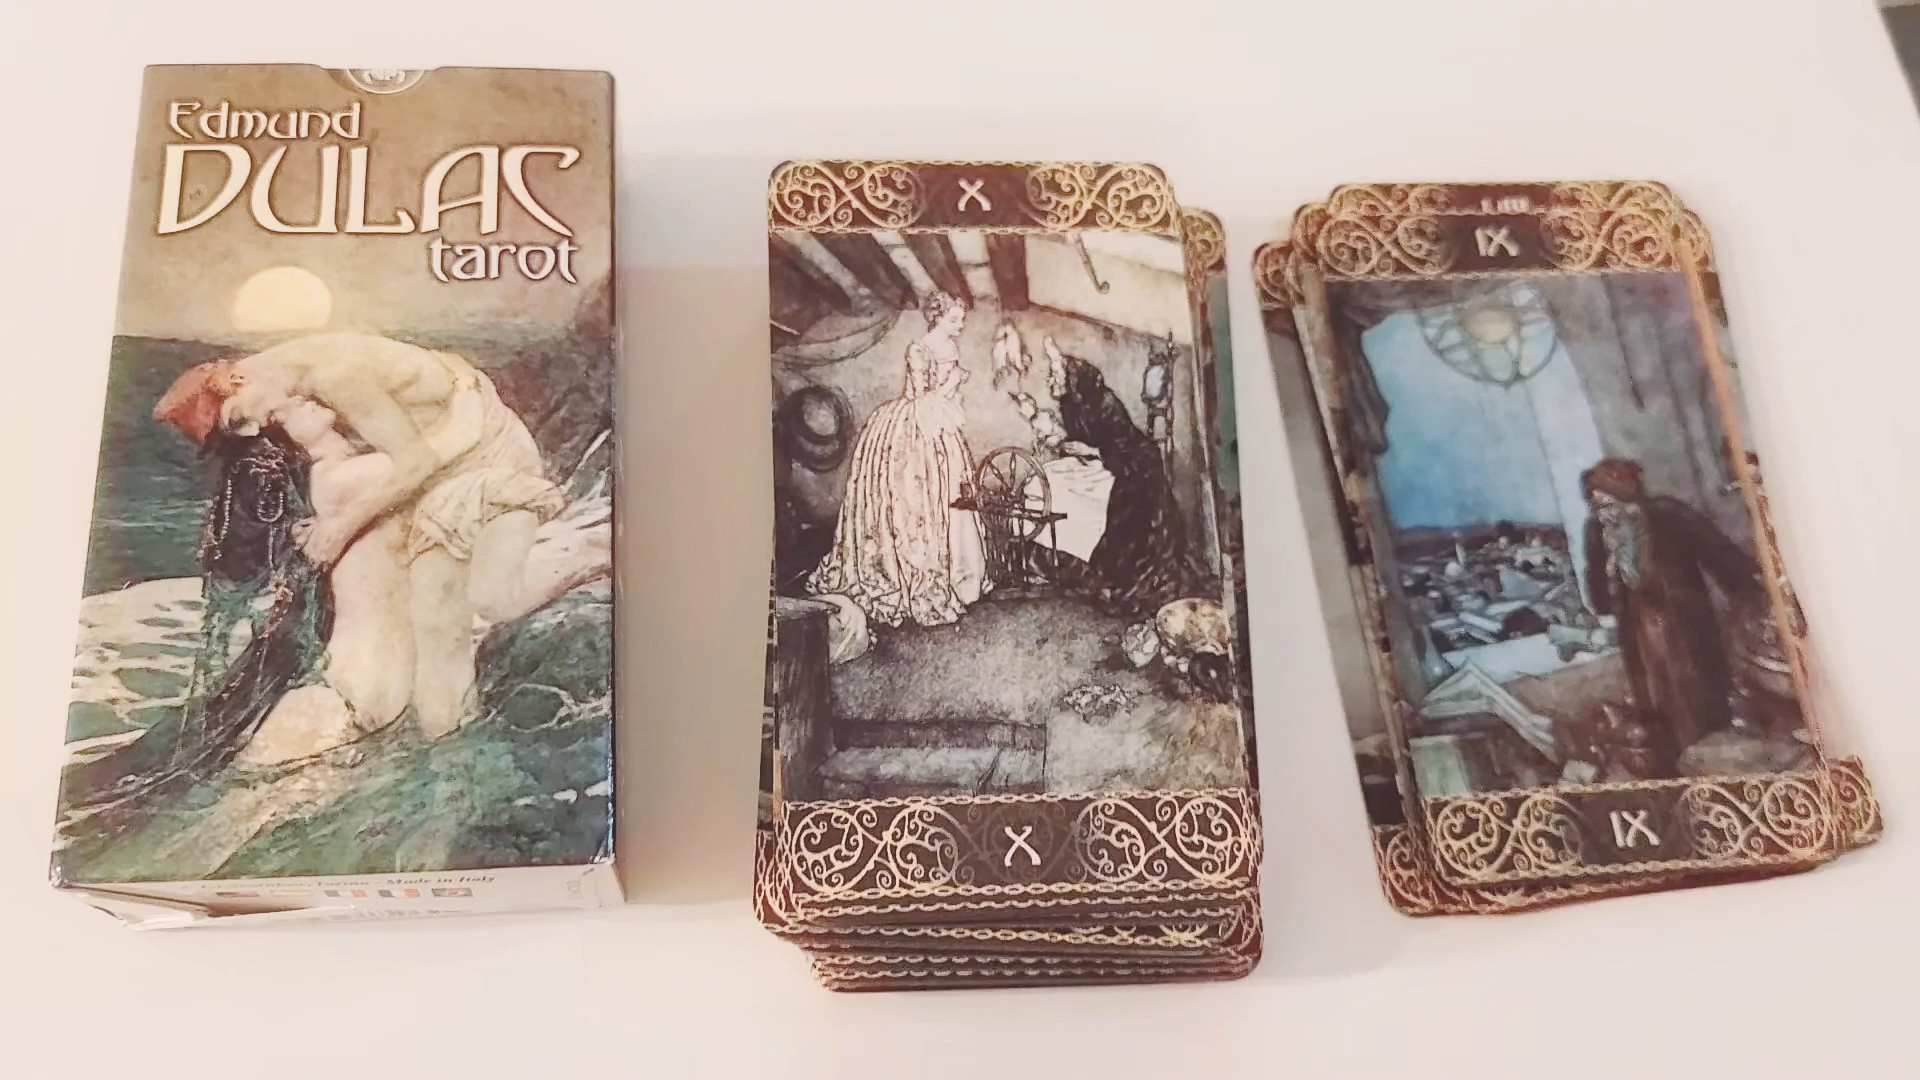 Edmund
DULAC
tarot
Made in Italy
X
X
IX
IX